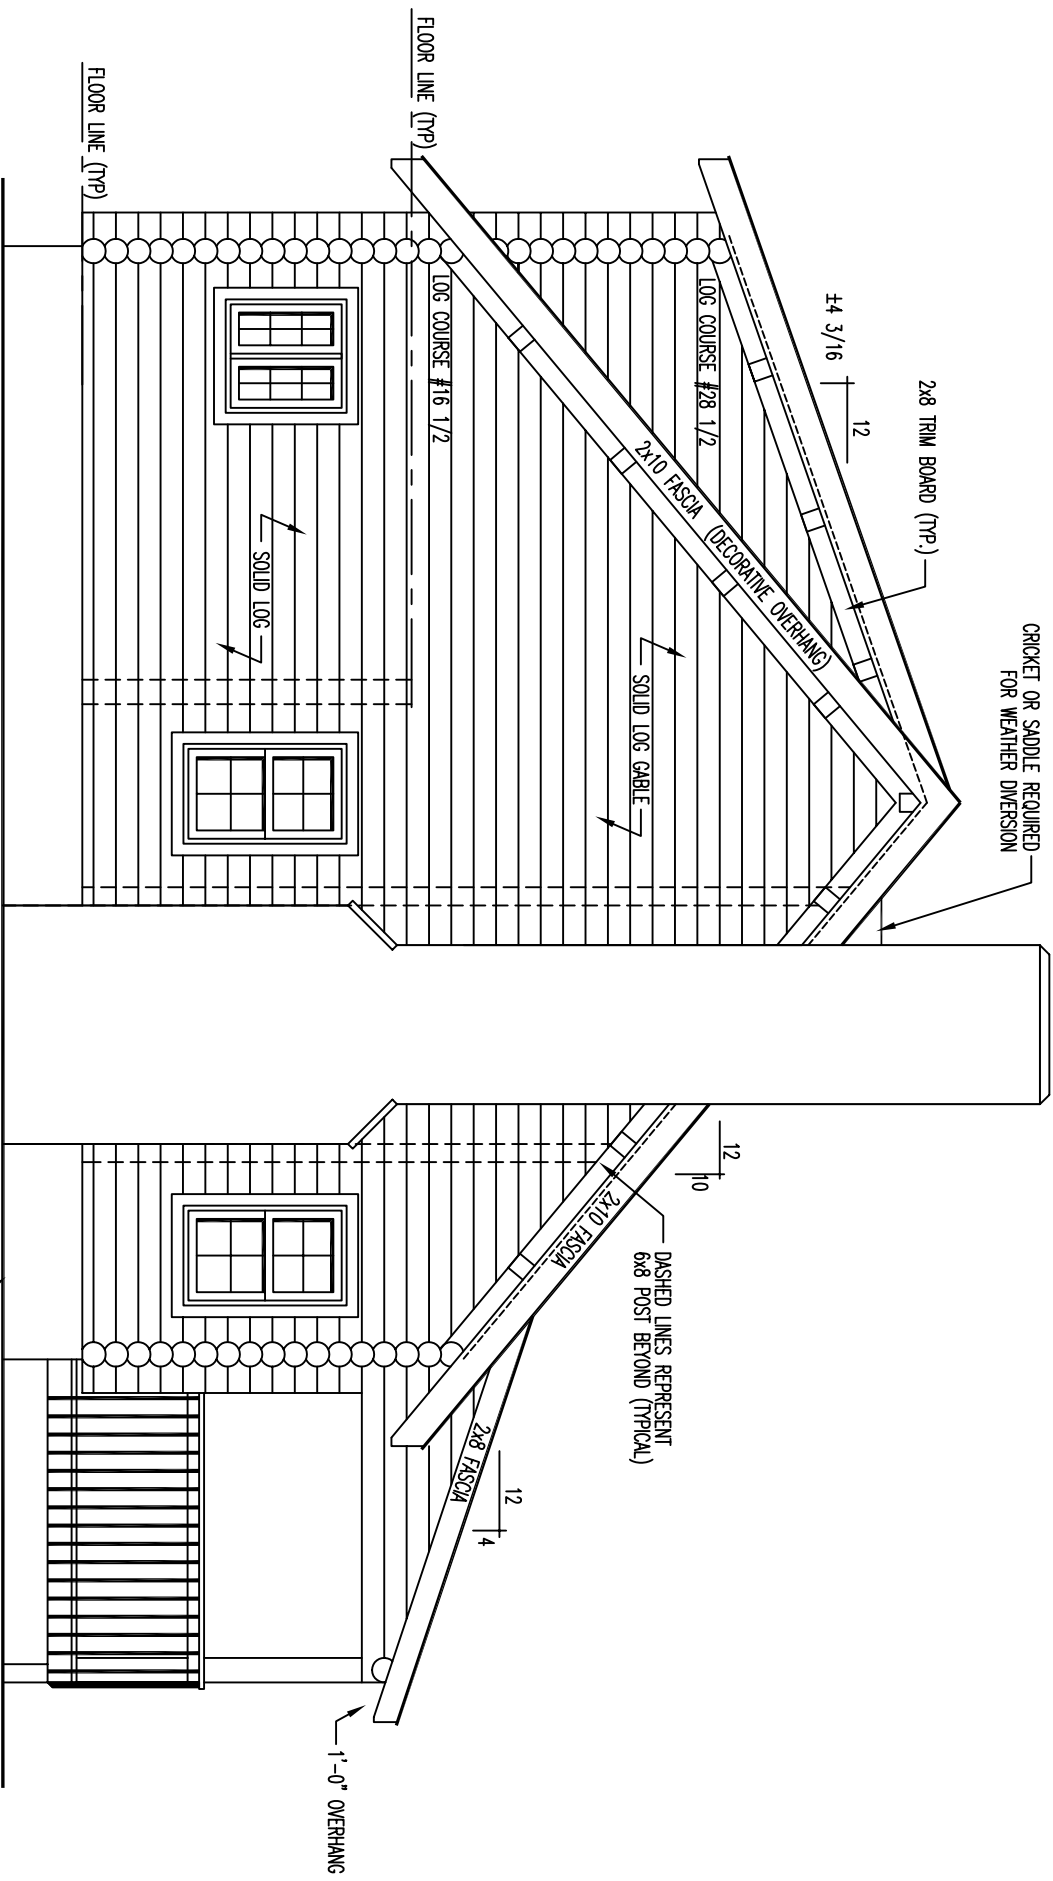 CRICKET OR SADDLE REQUIRED
FOR WEATHER DIVERSION
2x8 TRIM BOARD (TYP.)
12
±4 3/16
LOG COURSE #28 1/2
2x10 FASCIA (DECORATIVE OVERHANG)
SOLID LOG GABLE
12
10
DASHED LINES REPRESENT
6x8 POST BEYOND (TYPICAL)
2x10 FASCIA
12
4
2x8 FASCIA
FLOOR LINE (TYP)
LOG COURSE #16 1/2
1'-0" OVERHANG
SOLID LOG
FLOOR LINE (TYP)